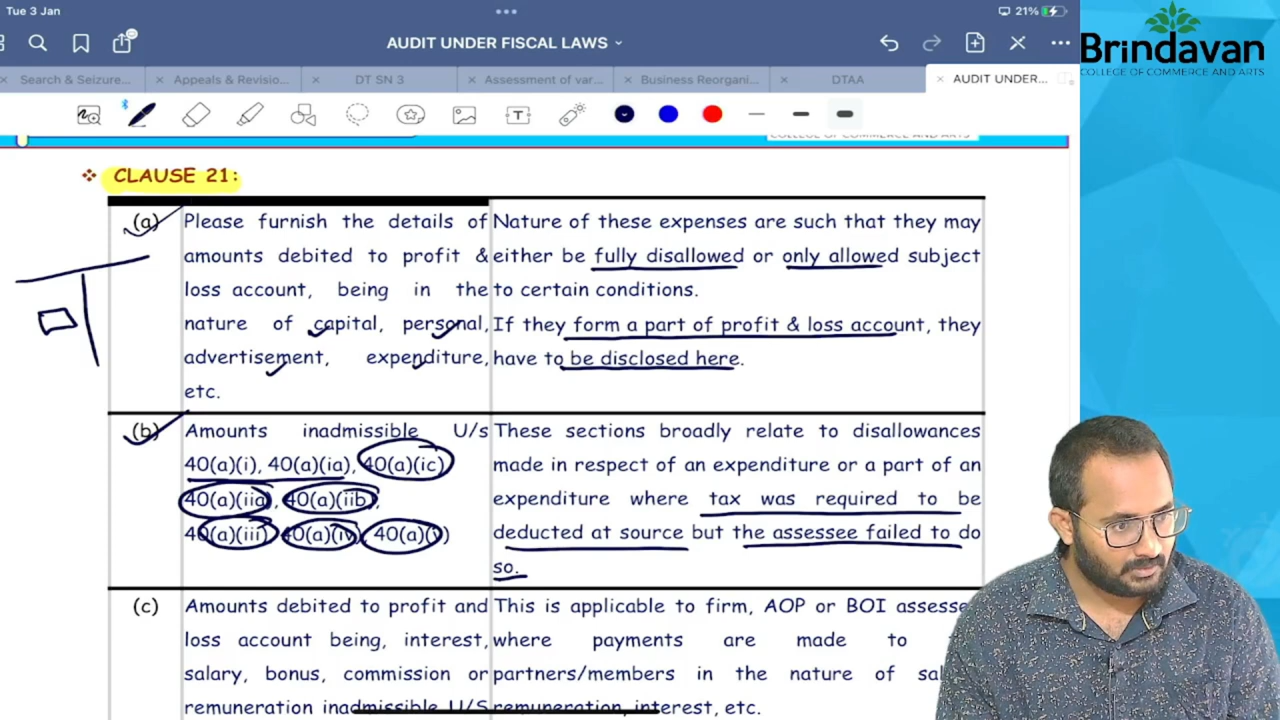 Tue 3 Jan
21%
AUDIT UNDER FISCAL LAWS
Search & Seizure...
Appeals & Revisio...
DT SN 3
Assessment of var...
Business Reorgani...
DTAA
AUDIT UNDER...
Brindavan
COLLEGE OF COMMERCE AND ARTS
COLLEGE OF COMMERCE AND ARTS
CLAUSE 21:
(a)
Please furnish the details of
amounts debited to profit &
loss account, being in the
nature of capital, personal,
advertisement, expenditure,
etc.
Nature of these expenses are such that they may
either be fully disallowed or only allowed subject
to certain conditions.
If they form a part of profit & loss account, they
have to be disclosed here.
(b)
Amounts inadmissible U/s
40(a)(i), 40(a)(ia), 40(a)(ic)
40(a)(iia), 40(a)(iib),
40(a)(iii) 40(a)(iv), 40(a)(v)
These sections broadly relate to disallowances
made in respect of an expenditure or a part of an
expenditure where tax was required to be
deducted at source but the assessee failed to do
so.
(c)
Amounts debited to profit and
loss account being, interest,
salary, bonus, commission or
remuneration inadmissible U/S
This is applicable to firm, AOP or BOI
where payments are made to
partners/members in the nature of
remuneration, interest, etc.